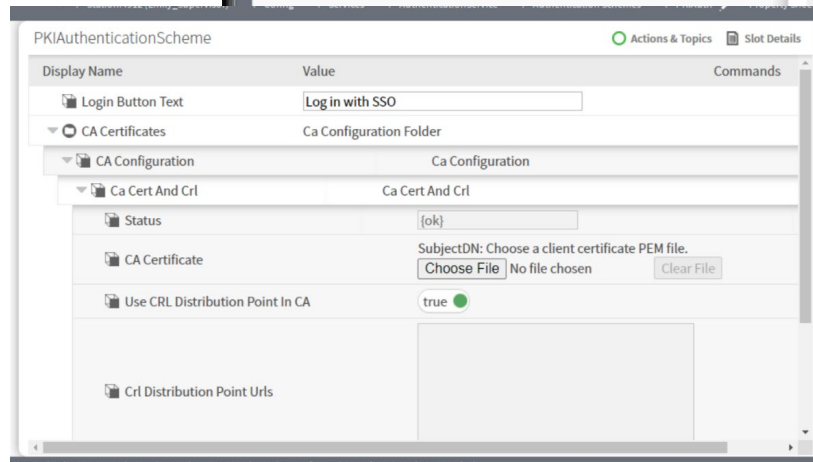 PKIAuthenticationScheme
Actions & Topics Slot Details
Display Name Value Commands
Login Button Text Log in with SSO
CA Certificates Ca Configuration Folder
CA Configuration Ca Configuration
Ca Cert And Crl Ca Cert And Crl
Status {ok}
SubjectDN: Choose a client certificate PEM file.
CA Certificate Choose File No file chosen Clear File
Use CRL Distribution Point In CA true
Crl Distribution Point Urls